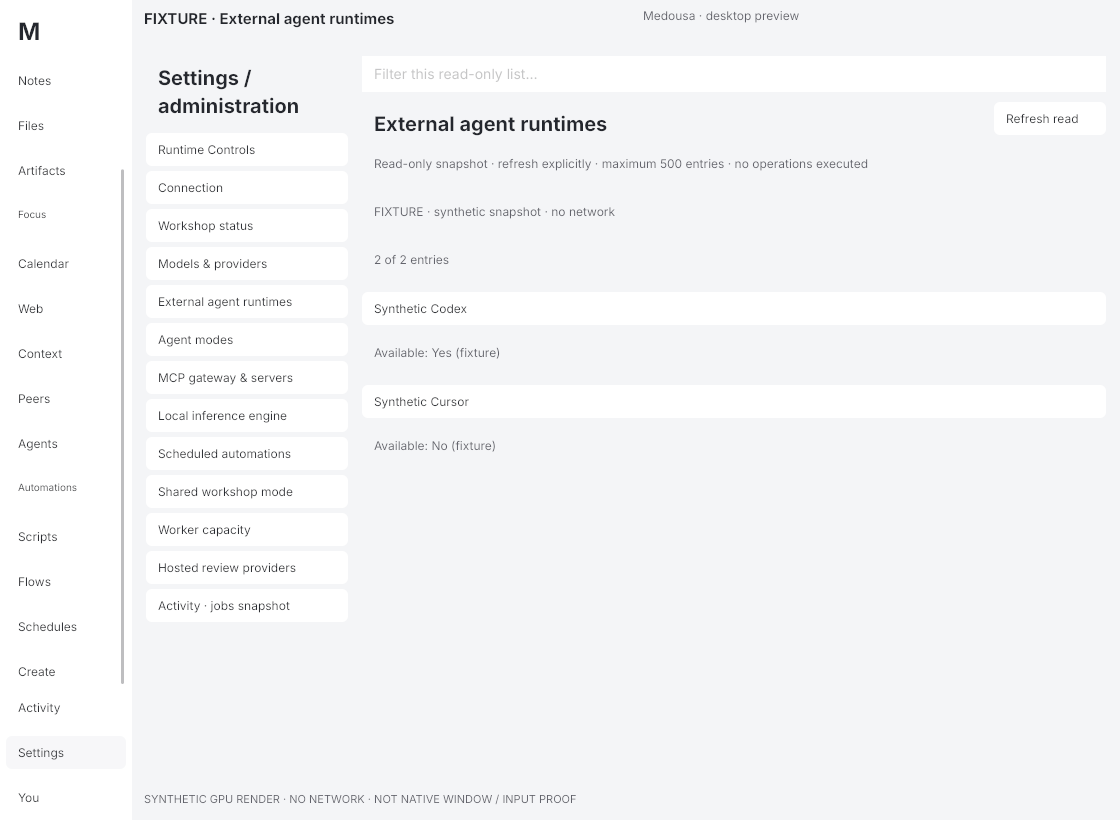 M
Notes
Files
Artifacts
Focus
Calendar
Web
Context
Peers
Agents
Automations
Scripts
Flows
Schedules
Create
Activity
Settings
You
FIXTURE · External agent runtimes
Medousa · desktop preview
Settings /
administration
Runtime Controls
Connection
Workshop status
Models & providers
External agent runtimes
Agent modes
MCP gateway & servers
Local inference engine
Scheduled automations
Shared workshop mode
Worker capacity
Hosted review providers
Activity · jobs snapshot
Filter this read-only list...
External agent runtimes
Refresh read
Read-only snapshot · refresh explicitly · maximum 500 entries · no operations executed
FIXTURE · synthetic snapshot · no network
2 of 2 entries
Synthetic Codex
Available: Yes (fixture)
Synthetic Cursor
Available: No (fixture)
SYNTHETIC GPU RENDER · NO NETWORK · NOT NATIVE WINDOW / INPUT PROOF